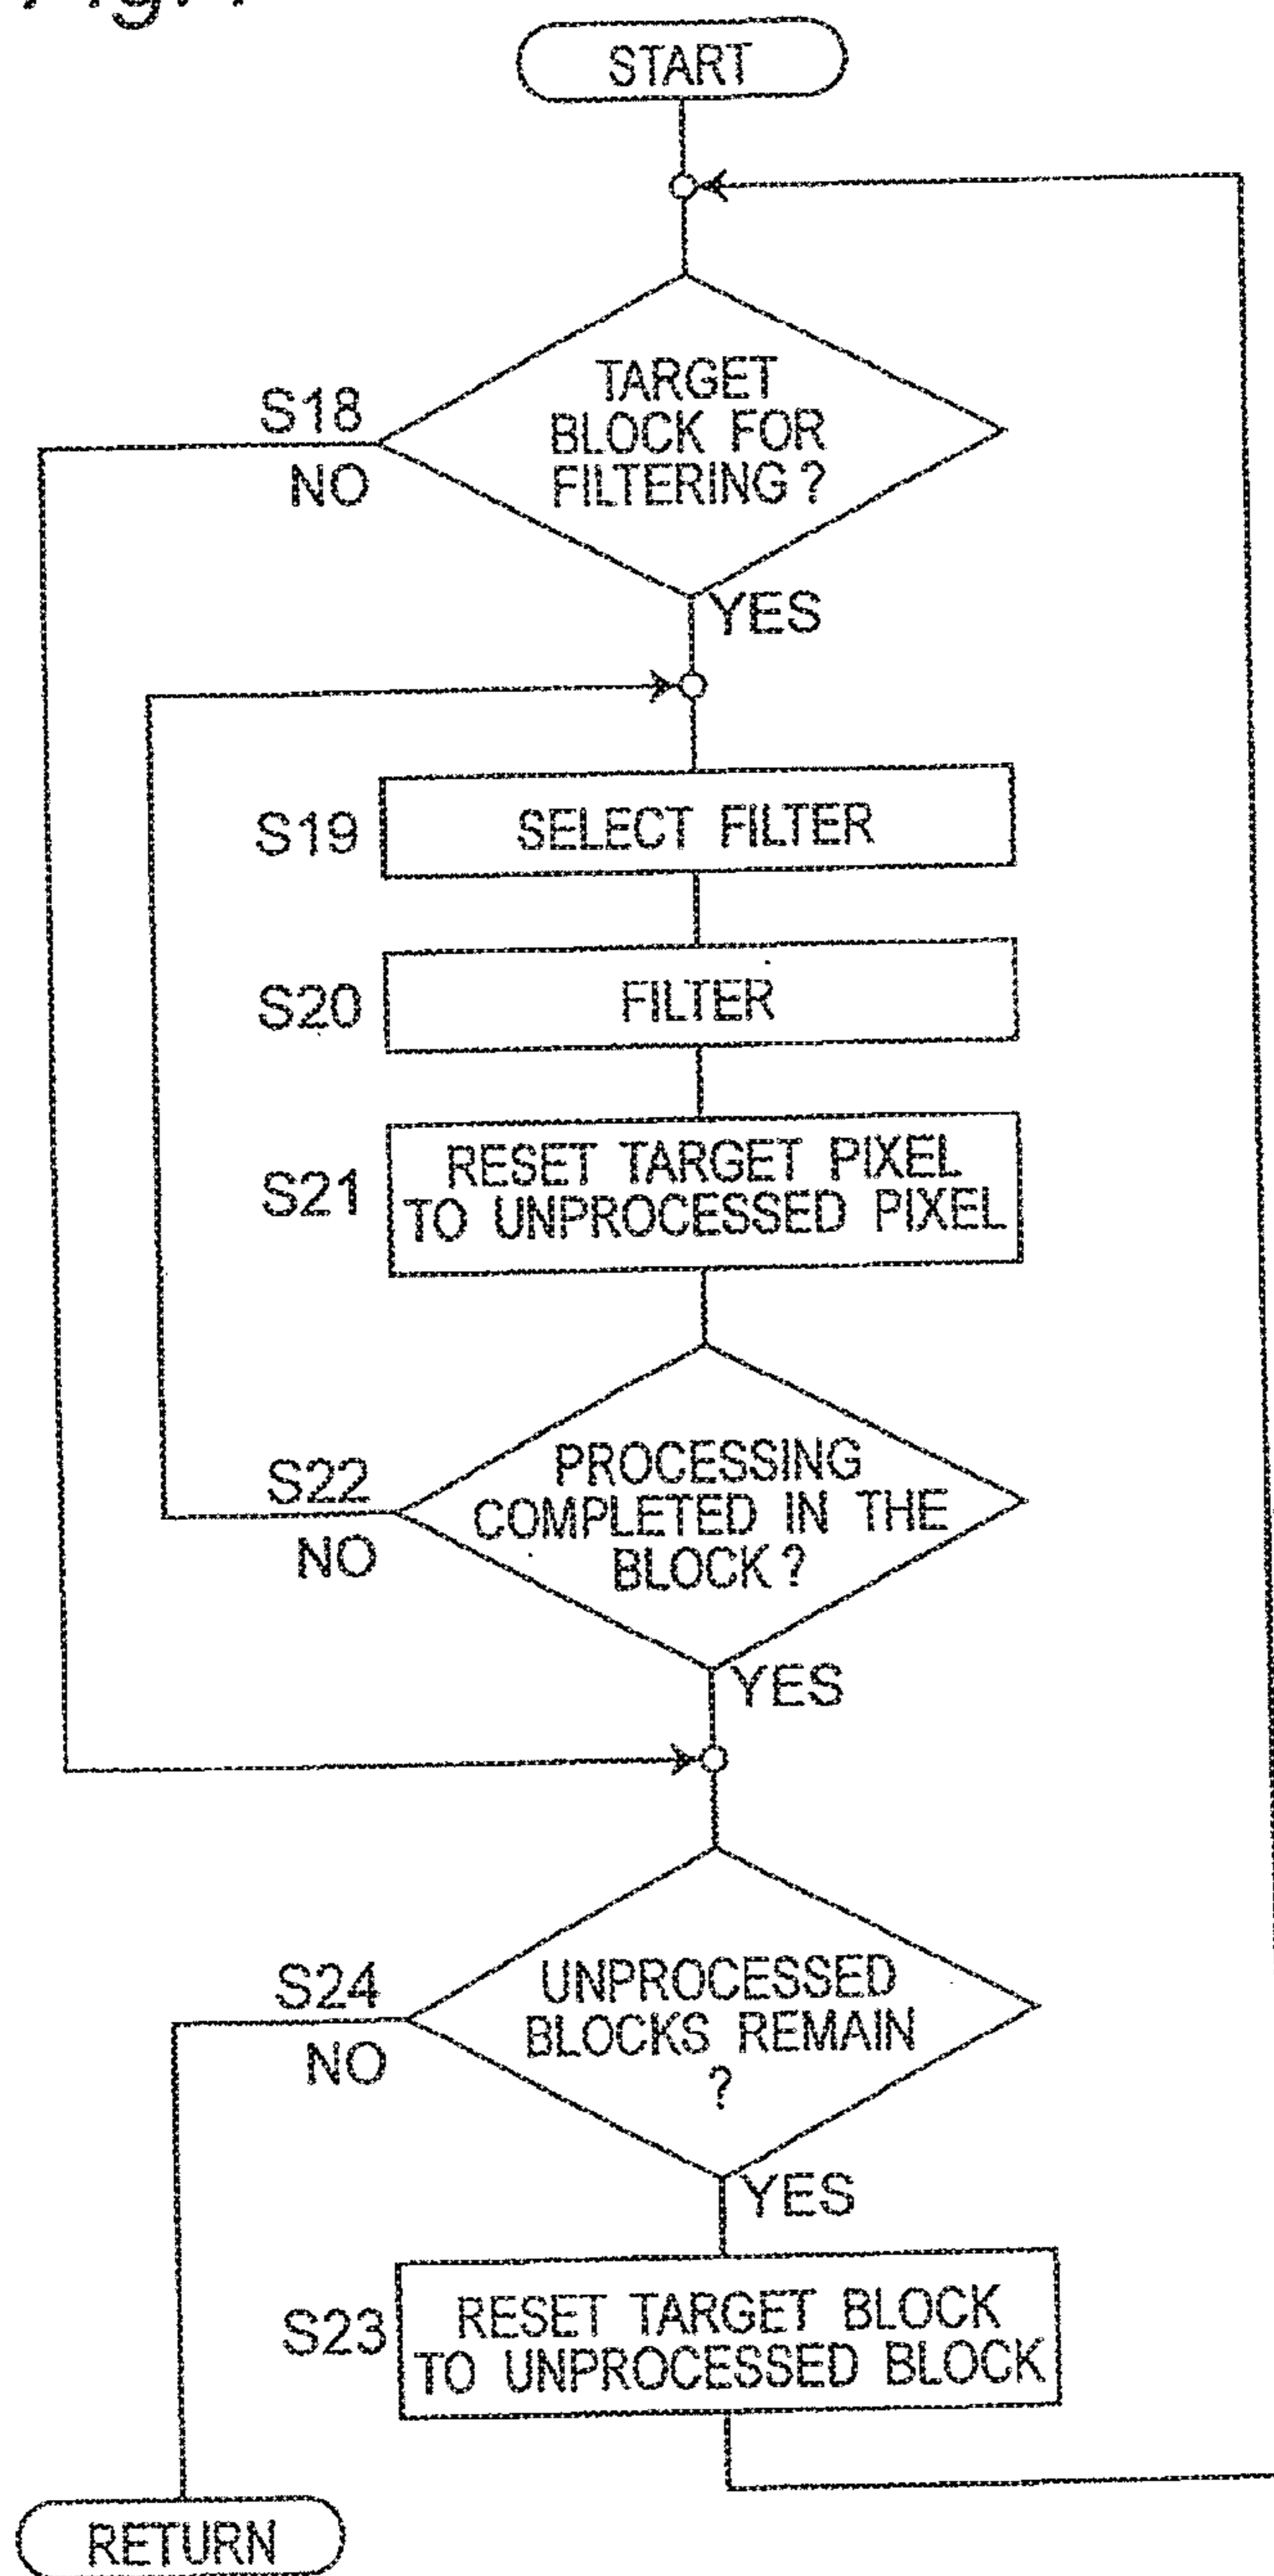 START
TARGET
BLOCK FOR
FILTERING ?
S18
NO
YES
S19
SELECT FILTER
S20
FILTER
S21
RESET TARGET PIXEL
TO UNPROCESSED PIXEL
S22
NO
PROCESSING
COMPLETED IN THE
BLOCK ?
YES
S24
NO
UNPROCESSED
BLOCKS REMAIN
?
YES
S23
RESET TARGET BLOCK
TO UNPROCESSED BLOCK
RETURN